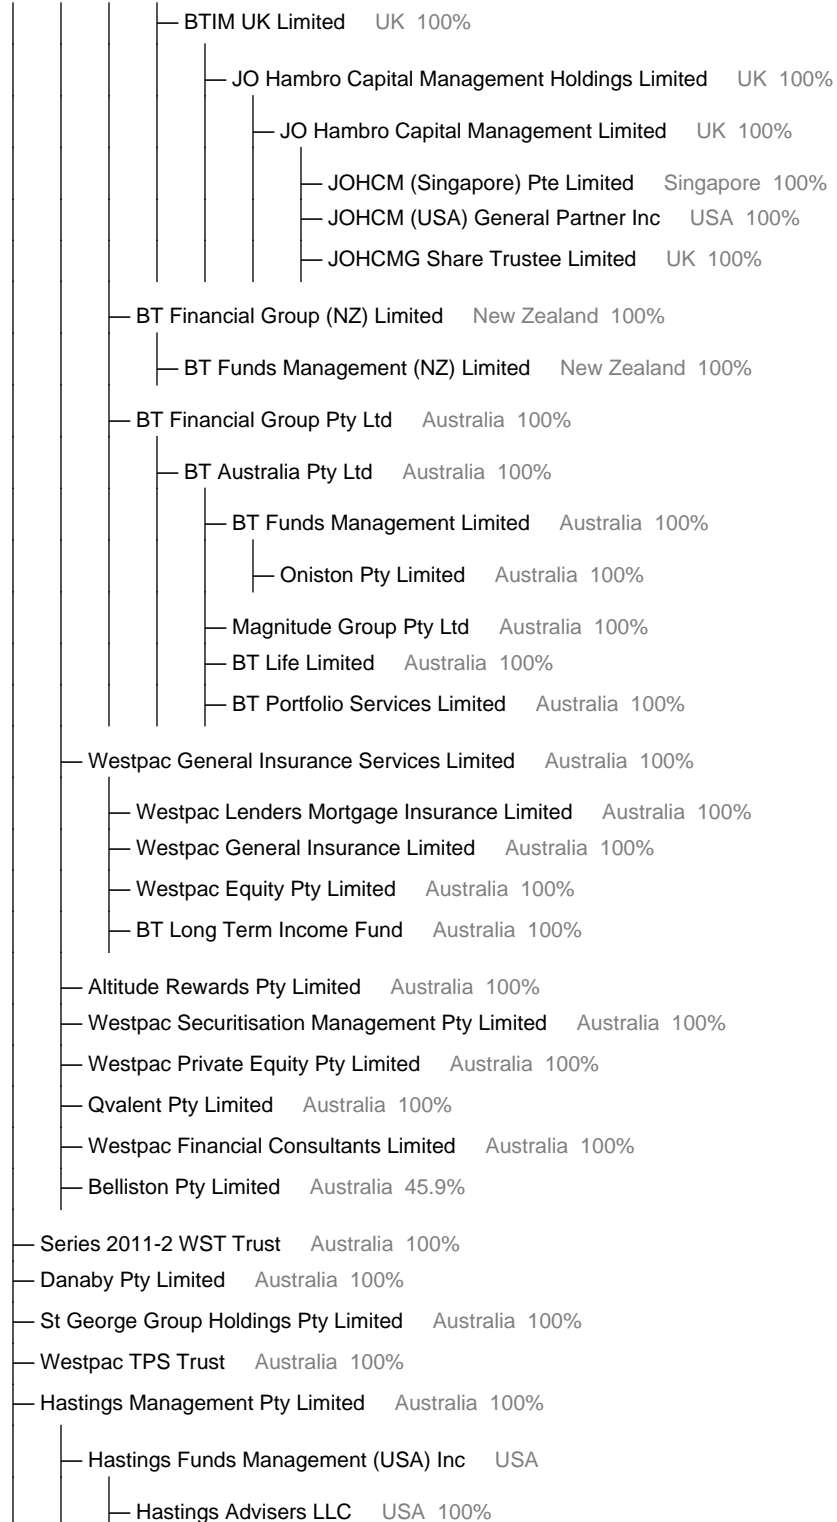 BTIM UK Limited UK 100%
JO Hambro Capital Management Holdings Limited UK 100%
JO Hambro Capital Management Limited UK 100%
JOHCM (Singapore) Pte Limited Singapore 100%
JOHCM (USA) General Partner Inc USA 100%
JOHCMG Share Trustee Limited UK 100%
BT Financial Group (NZ) Limited New Zealand 100%
BT Funds Management (NZ) Limited New Zealand 100%
BT Financial Group Pty Ltd Australia 100%
BT Australia Pty Ltd Australia 100%
BT Funds Management Limited Australia 100%
Oniston Pty Limited Australia 100%
Magnitude Group Pty Ltd Australia 100%
BT Life Limited Australia 100%
BT Portfolio Services Limited Australia 100%
Westpac General Insurance Services Limited Australia 100%
Westpac Lenders Mortgage Insurance Limited Australia 100%
Westpac General Insurance Limited Australia 100%
Westpac Equity Pty Limited Australia 100%
BT Long Term Income Fund Australia 100%
Altitude Rewards Pty Limited Australia 100%
Westpac Securitisation Management Pty Limited Australia 100%
Westpac Private Equity Pty Limited Australia 100%
Qvalent Pty Limited Australia 100%
Westpac Financial Consultants Limited Australia 100%
Belliston Pty Limited Australia 45.9%
Series 2011-2 WST Trust Australia 100%
Danaby Pty Limited Australia 100%
St George Group Holdings Pty Limited Australia 100%
Westpac TPS Trust Australia 100%
Hastings Management Pty Limited Australia 100%
Hastings Funds Management (USA) Inc USA
Hastings Advisers LLC USA 100%